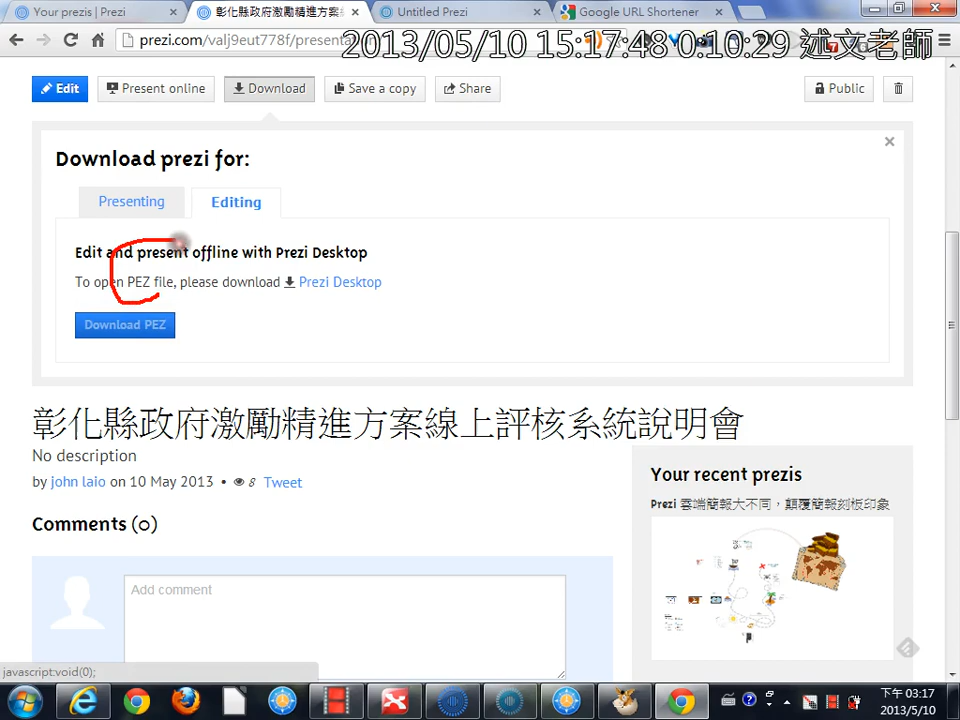 Your prezis | Prezi
彰化縣政府激勵精進方案
Untitled Prezi
Google URL Shortener
prezi.com/valj9eut778f/present
2013/05/10 15:17:48 0:10:29 述文老師
Edit
Present online
Download
Save a copy
Share
Public
Download prezi for:
Presenting
Editing
Edit and present offline with Prezi Desktop
To open PEZ file, please download Prezi Desktop
Download PEZ
彰化縣政府激勵精進方案線上評核系統說明會
No description
by john laio on 10 May 2013 • Tweet
Your recent prezis
Prezi 雲端簡報大不同，顛覆簡報刻板印象
Comments (0)
Add comment
javascript:void(0);
下午 03:17
2013/5/10